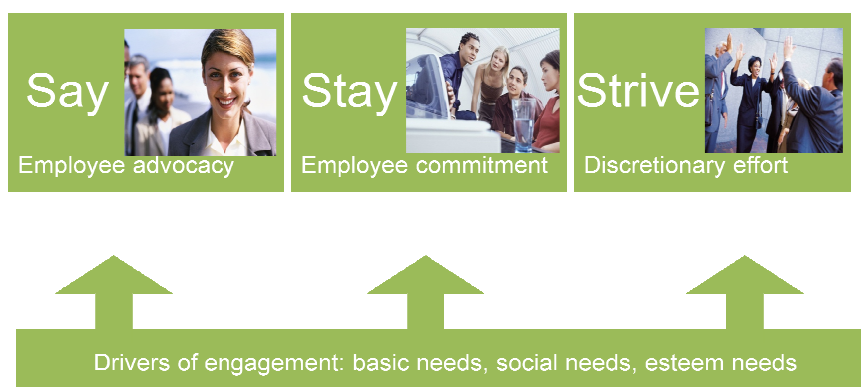 Say
Employee advocacy
Stay
Employee commitment
Strive
Discretionary effort
Drivers of engagement: basic needs, social needs, esteem needs